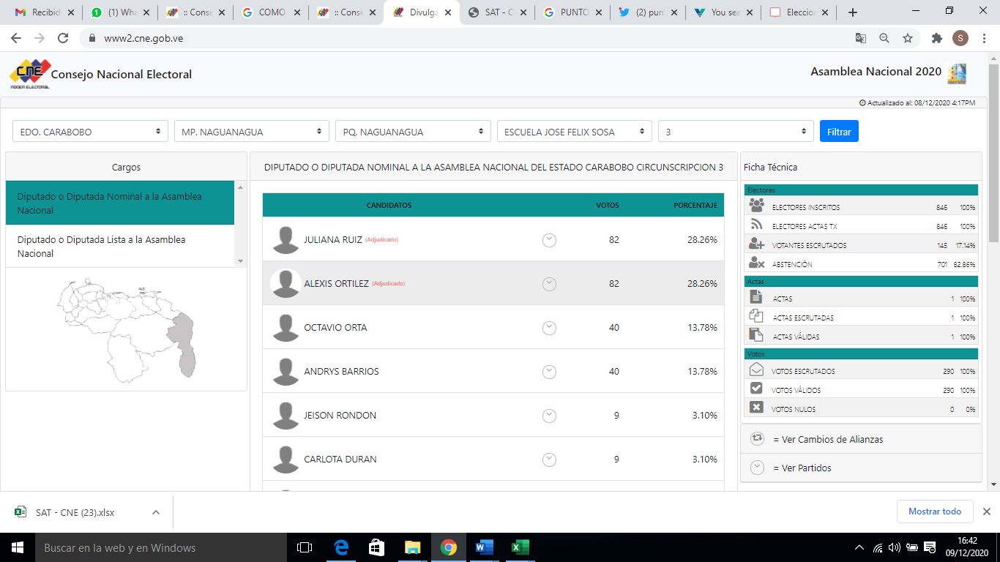 Recibid
1 (1) Wha
:: Conse
COMO
:: Conse
Divulga
SAT - C
PUNTO
(2) pun
You sea
Eleccio
www2.cne.gob.ve
S
CNE
PODER ELECTORAL
Consejo Nacional Electoral
Asamblea Nacional 2020
Actualizado al: 08/12/2020 4:17PM
EDO. CARABOBO MP. NAGUANAGUA PQ. NAGUANAGUA ESCUELA JOSE FELIX SOSA 3 Filtrar
Cargos
Diputado o Diputada Nominal a la Asamblea
Nacional
Diputado o Diputada Lista a la Asamblea
Nacional
DIPUTADO O DIPUTADA NOMINAL A LA ASAMBLEA NACIONAL DEL ESTADO CARABOBO CIRCUNSCRIPCION 3
CANDIDATOS VOTOS PORCENTAJE
JULIANA RUIZ (Adjudicado) 82 28.26%
ALEXIS ORTILEZ (Adjudicado) 82 28.26%
OCTAVIO ORTA 40 13.78%
ANDRYS BARRIOS 40 13.78%
JEISON RONDON 9 3.10%
CARLOTA DURAN 9 3.10%
Ficha Técnica
Electores
ELECTORES INSCRITOS 846 100%
ELECTORES ACTAS TX 846 100%
VOTANTES ESCRUTADOS 145 17.14%
ABSTENCIÓN 701 82.86%
Actas
ACTAS 1 100%
ACTAS ESCRUTADAS 1 100%
ACTAS VÁLIDAS 1 100%
Votos
VOTOS ESCRUTADOS 290 100%
VOTOS VÁLIDOS 290 100%
VOTOS NULOS 0 0%
= Ver Cambios de Alianzas
= Ver Partidos
SAT - CNE (23).xlsx
Mostrar todo
Buscar en la web y en Windows
16:42
09/12/2020